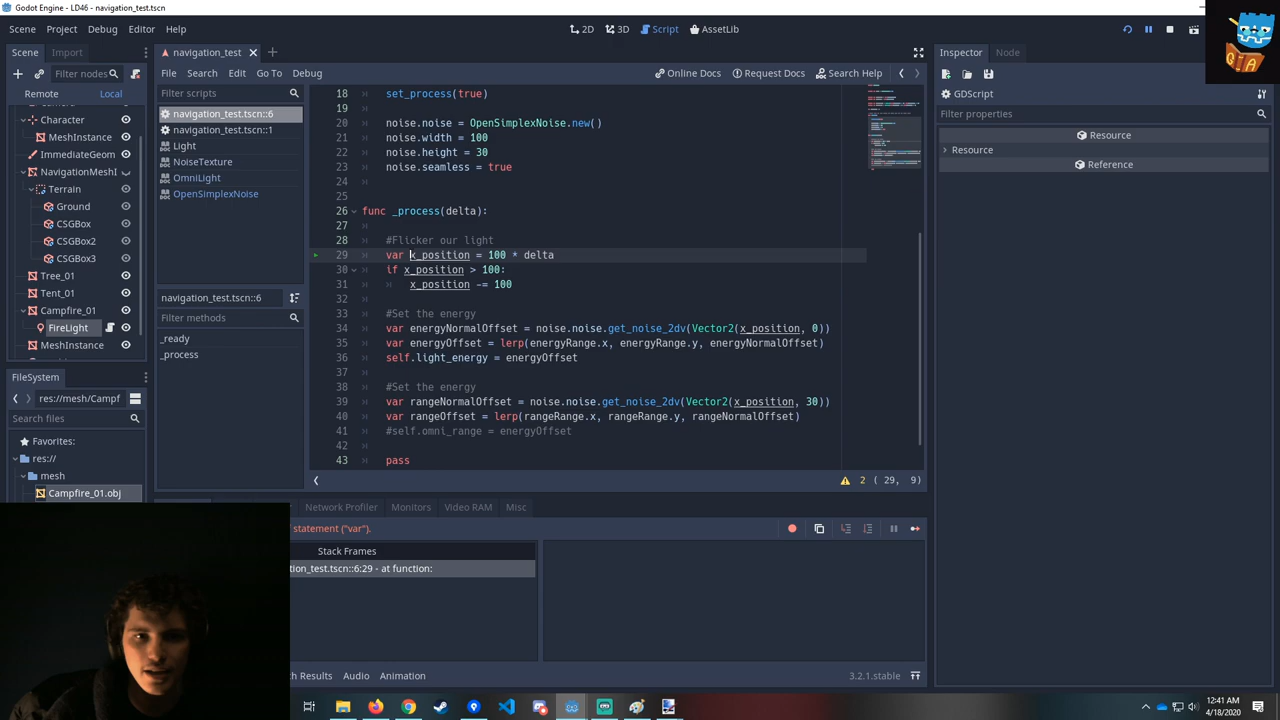 Godot Engine - LD46 - navigation_test.tscn
Scene Project Debug Editor Help
2D 3D Script AssetLib
Scene Import
navigation_test
Inspector Node
Filter nodes
File Search Edit Go To Debug
Online Docs Request Docs Search Help
Remote Local
Filter scripts
GDScript
Filter properties
Resource
Resource
Reference
Character
MeshInstance
ImmediateGeom
NavigationMeshI
Terrain
Ground
CSGBox
CSGBox2
CSGBox3
Tree_01
Tent_01
Campfire_01
FireLight
MeshInstance
navigation_test.tscn::6
navigation_test.tscn::1
Light
NoiseTexture
OmniLight
OpenSimplexNoise
navigation_test.tscn::6
Filter methods
_ready
_process
18 set_process(true)
19
20 noise.noise = OpenSimplexNoise.new()
21 noise.width = 100
22 noise.height = 30
23 noise.seamless = true
24
25
26 func _process(delta):
27
28 #Flicker our light
29 var x_position = 100 * delta
30 if x_position > 100:
31 x_position -= 100
32
33 #Set the energy
34 var energyNormalOffset = noise.noise.get_noise_2dv(Vector2(x_position, 0))
35 var energyOffset = lerp(energyRange.x, energyRange.y, energyNormalOffset)
36 self.light_energy = energyOffset
37
38 #Set the energy
39 var rangeNormalOffset = noise.noise.get_noise_2dv(Vector2(x_position, 30))
40 var rangeOffset = lerp(rangeRange.x, rangeRange.y, rangeNormalOffset)
41 #self.omni_range = energyOffset
42
43 pass
2 ( 29, 9)
FileSystem
res://mesh/Campf
Search files
Favorites:
res://
mesh
Campfire_01.obj
Network Profiler Monitors Video RAM Misc
statement ("var").
Stack Frames
tion_test.tscn::6:29 - at function:
ch Results Audio Animation
3.2.1.stable
12:41 AM
4/18/2020
Q A